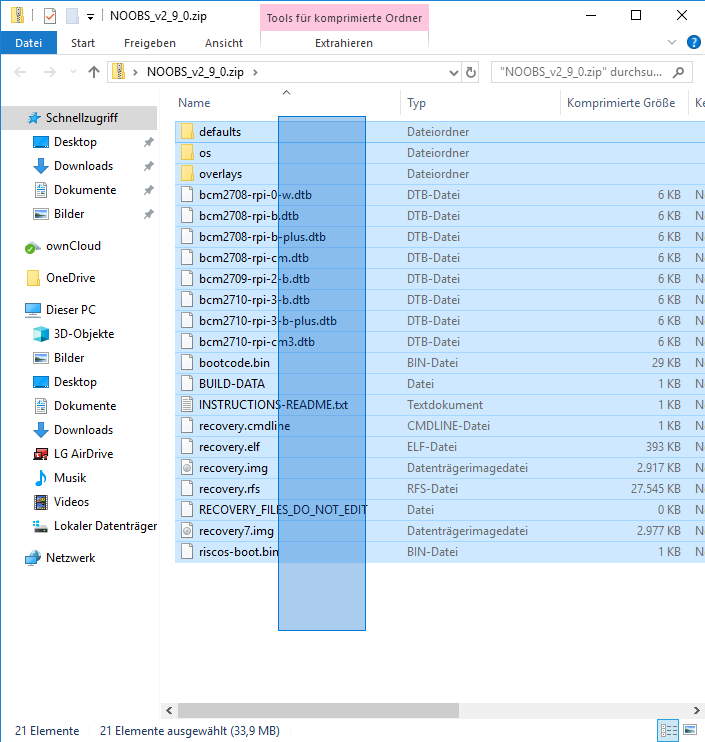 NOOBS_v2_9_0.zip
Tools für komprimierte Ordner
Datei Start Freigeben Ansicht Extrahieren
NOOBS_v2_9_0.zip "NOOBS_v2_9_0.zip" durchsu...
Name Typ Komprimierte Größe Ke
Schnellzugriff
Desktop
Downloads
Dokumente
Bilder
ownCloud
OneDrive
Dieser PC
3D-Objekte
Bilder
Desktop
Dokumente
Downloads
LG AirDrive
Musik
Videos
Lokaler Datenträger
Netzwerk
defaults Dateiordner
os Dateiordner
overlays Dateiordner
bcm2708-rpi-0-w.dtb DTB-Datei 6 KB N
bcm2708-rpi-b.dtb DTB-Datei 6 KB N
bcm2708-rpi-b-plus.dtb DTB-Datei 6 KB N
bcm2708-rpi-cm.dtb DTB-Datei 6 KB N
bcm2709-rpi-2-b.dtb DTB-Datei 6 KB N
bcm2710-rpi-3-b.dtb DTB-Datei 6 KB N
bcm2710-rpi-3-b-plus.dtb DTB-Datei 6 KB N
bcm2710-rpi-cm3.dtb DTB-Datei 6 KB N
bootcode.bin BIN-Datei 29 KB N
BUILD-DATA Datei 1 KB N
INSTRUCTIONS-README.txt Textdokument 1 KB N
recovery.cmdline CMDLINE-Datei 1 KB N
recovery.elf ELF-Datei 393 KB N
recovery.img Datenträgerimagedatei 2.917 KB N
recovery.rfs RFS-Datei 27.545 KB N
RECOVERY_FILES_DO_NOT_EDIT Datei 0 KB N
recovery7.img Datenträgerimagedatei 2.977 KB N
riscos-boot.bin BIN-Datei 1 KB N
21 Elemente 21 Elemente ausgewählt (33,9 MB)